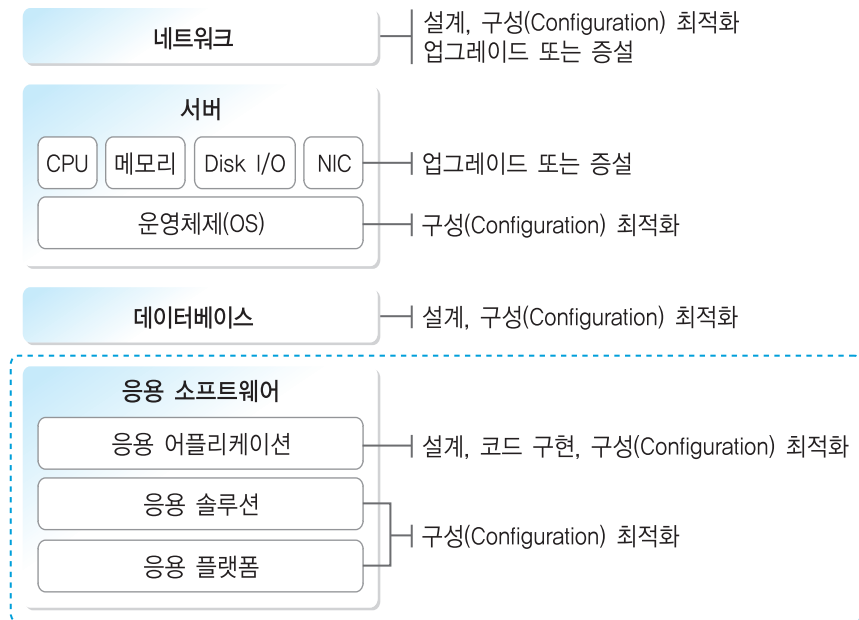 네트워크
설계, 구성(Configuration) 최적화
업그레이드 또는 증설
서버
CPU
메모리
Disk I/O
NIC
업그레이드 또는 증설
운영체제(OS)
구성(Configuration) 최적화
데이터베이스
설계, 구성(Configuration) 최적화
응용 소프트웨어
응용 어플리케이션
설계, 코드 구현, 구성(Configuration) 최적화
응용 솔루션
구성(Configuration) 최적화
응용 플랫폼